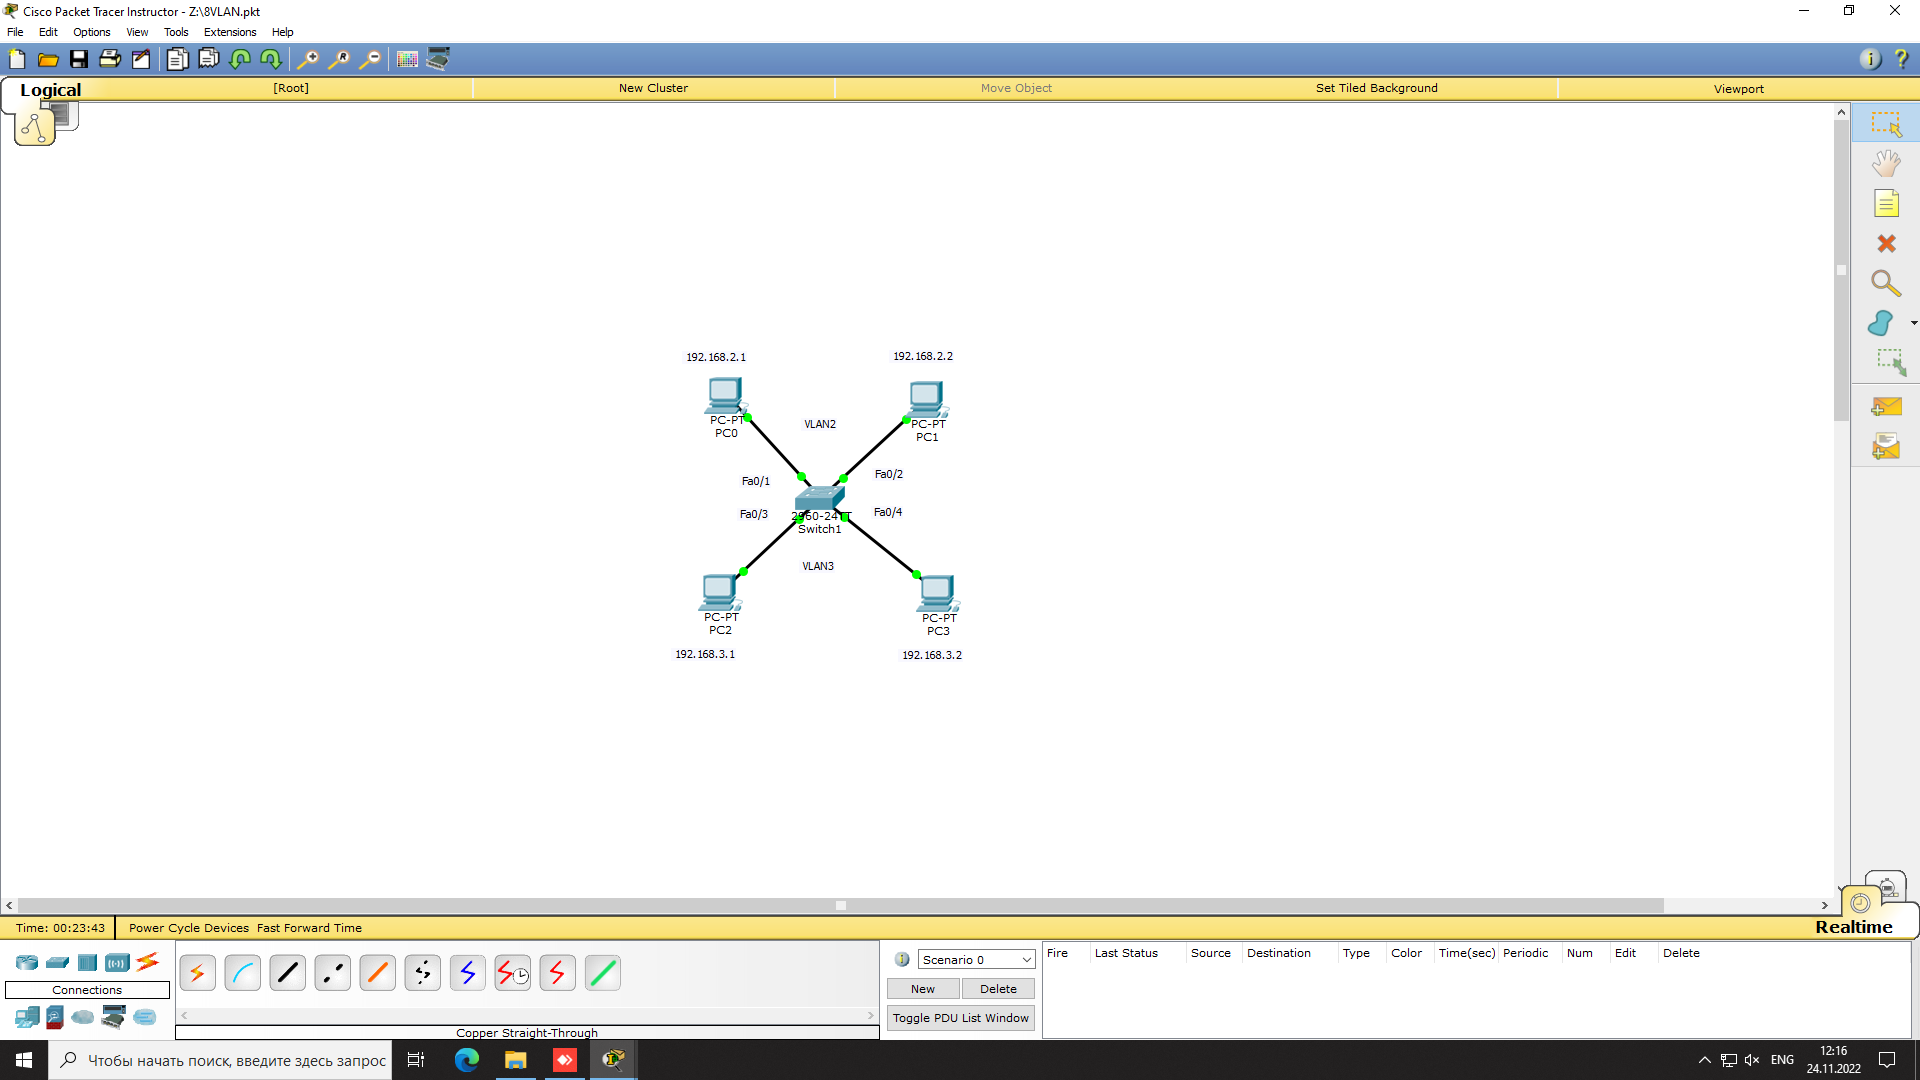 Cisco Packet Tracer Instructor - Z:\8VLAN.pkt
File Edit Options View Tools Extensions Help
Logical [Root] New Cluster Move Object Set Tiled Background Viewport
192.168.2.1
192.168.2.2
PC-PT
PC0
PC-PT
PC1
VLAN2
Fa0/1
Fa0/2
Fa0/3
Fa0/4
2960-24TT
Switch1
VLAN3
PC-PT
PC2
PC-PT
PC3
192.168.3.1
192.168.3.2
Time: 00:23:43 Power Cycle Devices Fast Forward Time
Realtime
Connections
Copper Straight-Through
Scenario 0
New Delete
Toggle PDU List Window
Fire Last Status Source Destination Type Color Time(sec) Periodic Num Edit Delete
Чтобы начать поиск, введите здесь запрос
ENG
12:16
24.11.2022